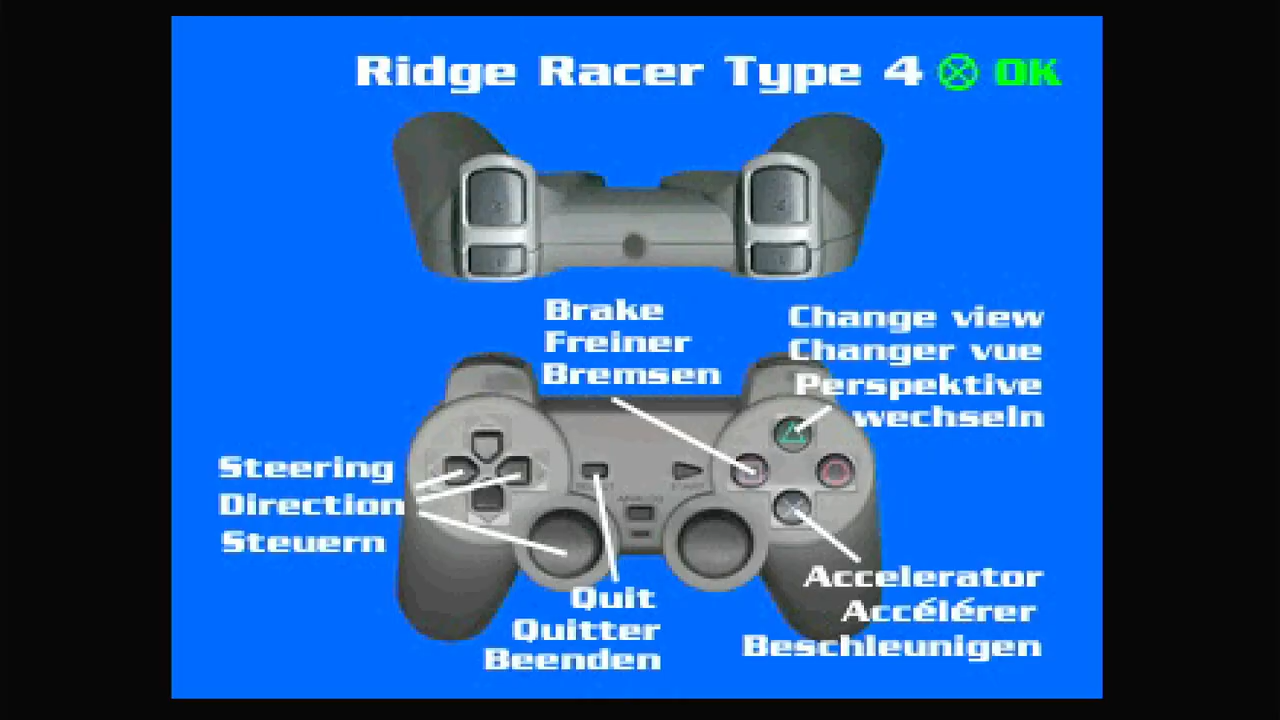 Ridge Racer Type 4 ⊗ OK
Brake
Freiner
Bremsen
Change view
Changer vue
Perspektive
wechseln
Steering
Direction
Steuern
ANALOG
Quit
Quitter
Beenden
Accelerator
Accélérer
Beschleunigen